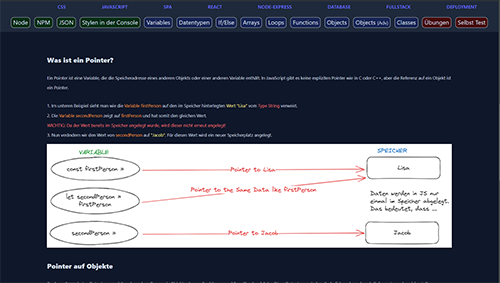 CSS JAVASCRIPT SPA REACT NODE-EXPRESS DATABASE FULLSTACK DEPLOYMENT
Node NPM JSON Stylen in der Console Variables Datentypen If/Else Arrays Loops Functions Objects Objects (Adv) Classes Übungen Selbst Test
Was ist ein Pointer?
Ein Pointer ist eine Variable, die die Speicheradresse eines anderen Objekts oder einer anderen Variable enthält. In JavaScript gibt es keine expliziten Pointer wie in C oder C++, aber die Referenz auf ein Objekt ist
ein Pointer.
1. Im unteren Beispiel sieht man wie die Variable firstPerson auf den im Speicher hinterlegten Wert "Lisa" vom Type String verweist.
2. Die Variable secondPerson zeigt auf firstPerson und hat somit den gleichen Wert.
WICHTIG: Da der Wert bereits im Speicher angelegt wurde, wird dieser nicht erneut angelegt!
3. Nun verändern wir den Wert von secondPerson auf "Jacob". Für diesen Wird ein neuer Speicherplatz angelegt.
VARIABLE SPEICHER
const firstPerson = Pointer to Lisa Lisa
let secondPerson = firstPerson Pointer to the Same Data like firstPerson
Daten werden in JS nur
einmal im Speicher abgelegt.
Das bedeutet, dass ...
secondPerson = Pointer to Jacob Jacob
Pointer auf Objekte